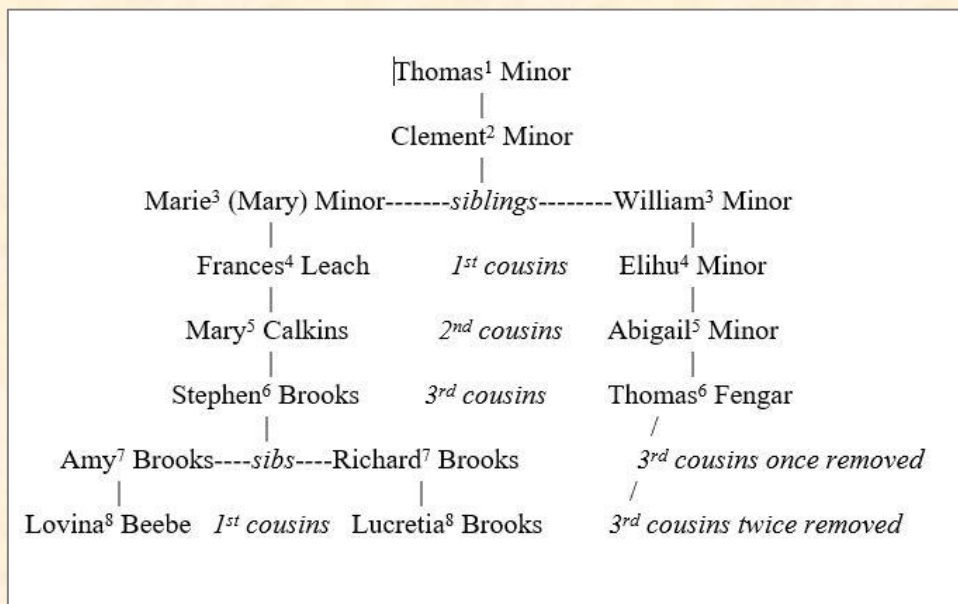 Thomas¹ Minor
|
Clement² Minor
|
Marie³ (Mary) Minor-------siblings--------William³ Minor
| |
Frances⁴ Leach 1st cousins Elihu⁴ Minor
| |
Mary⁵ Calkins 2nd cousins Abigail⁵ Minor
| |
Stephen⁶ Brooks 3rd cousins Thomas⁶ Fengar
| /
Amy⁷ Brooks----sibs----Richard⁷ Brooks 3rd cousins once removed
| | /
Lovina⁸ Beebe 1st cousins Lucretia⁸ Brooks 3rd cousins twice removed